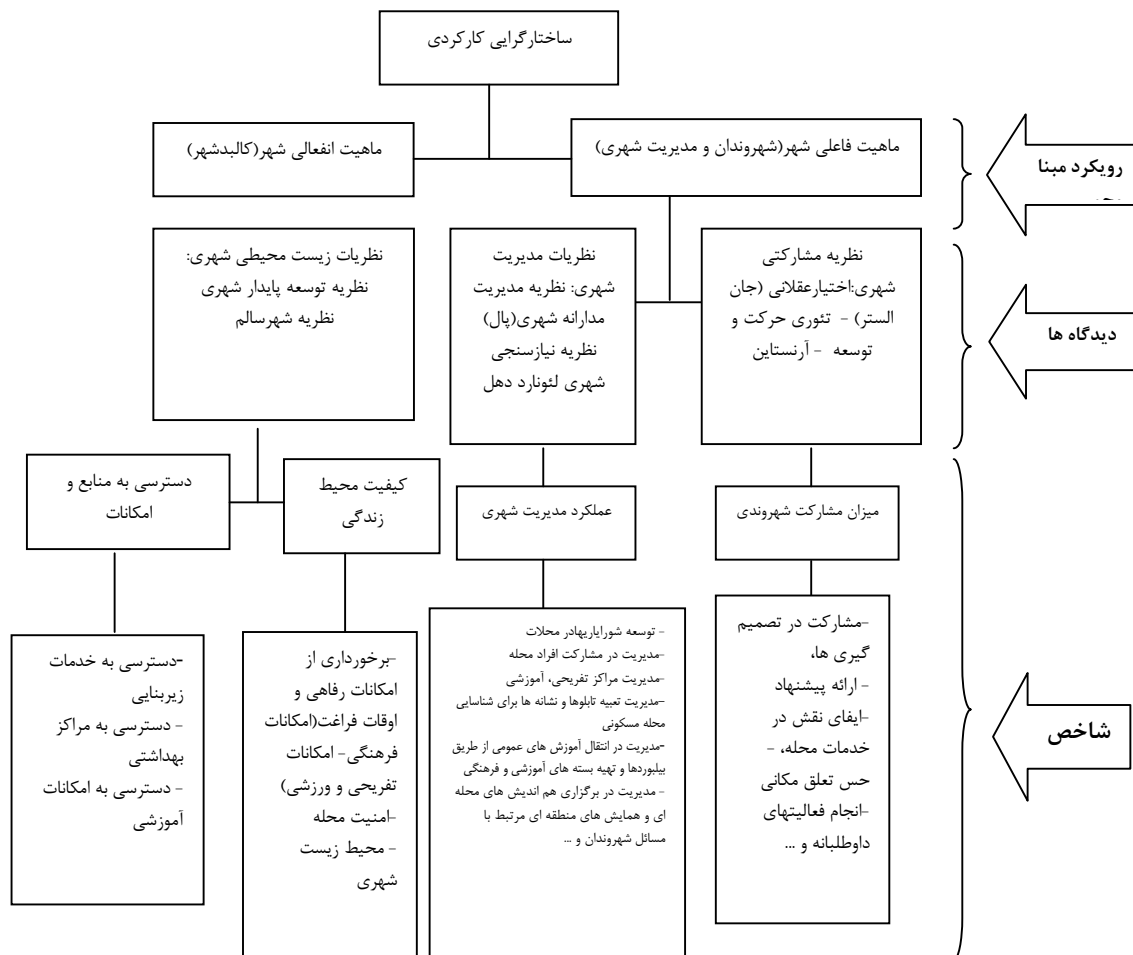 ساختارگرایی کارکردی
ماهیت فاعلی شهر(شهروندان و مدیریت شهری)
ماهیت انفعالی شهر(کالبدشهر)
رویکرد مبنا
نظریه مشارکتی
شهری:اختیارعقلانی (جان
الستر) - تئوری حرکت و
توسعه - آرنستاین
نظریات مدیریت
شهری: نظریه مدیریت
مدارانه شهری(پال)
نظریه نیازسنجی
شهری لئونارد دهل
نظریات زیست محیطی شهری:
نظریه توسعه پایدار شهری
نظریه شهرسالم
دیدگاه ها
میزان مشارکت شهروندی
عملکرد مدیریت شهری
کیفیت محیط
زندگی
دسترسی به منابع و
امکانات
-مشارکت در تصمیم
گیری ها،
- ارائه پیشنهاد
-ایفای نقش در
خدمات محله، -
حس تعلق مکانی
-انجام فعالیتهای
داوطلبانه و ...
- توسعه شورایاریهادر محلات
-مدیریت در مشارکت افراد محله
-مدیریت مراکز تفریحی، آموزشی
-مدیریت تعبیه تابلوها و نشانه ها برای شناسایی
محله مسکونی
-مدیریت در انتقال آموزش های عمومی از طریق
بیلبوردها و تهیه بسته های آموزشی و فرهنگی
- مدیریت در برگزاری هم اندیش های محله
ای و همایش های منطقه ای مرتبط با
مسائل شهروندان و ...
-برخورداری از
امکانات رفاهی و
اوقات فراغت(امکانات
فرهنگی- امکانات
تفریحی و ورزشی)
-امنیت محله
- محیط زیست
شهری
-دسترسی به خدمات
زیربنایی
- دسترسی به مراکز
بهداشتی
- دسترسی به امکانات
آموزشی
شاخص